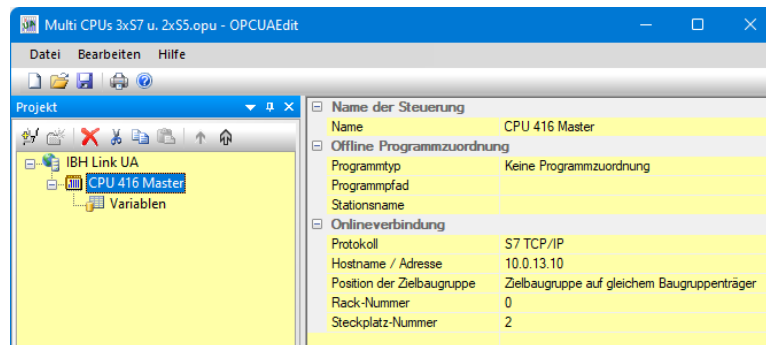 Multi CPUs 3xS7 u. 2xS5.opu - OPCUAEdit
Datei Bearbeiten Hilfe
Projekt
IBH Link UA
CPU 416 Master
Variablen
Name der Steuerung
Name CPU 416 Master
Offline Programmzuordnung
Programmtyp Keine Programmzuordnung
Programmpfad
Stationsname
Onlineverbindung
Protokoll S7 TCP/IP
Hostname / Adresse 10.0.13.10
Position der Zielbaugruppe Zielbaugruppe auf gleichem Baugruppenträger
Rack-Nummer 0
Steckplatz-Nummer 2